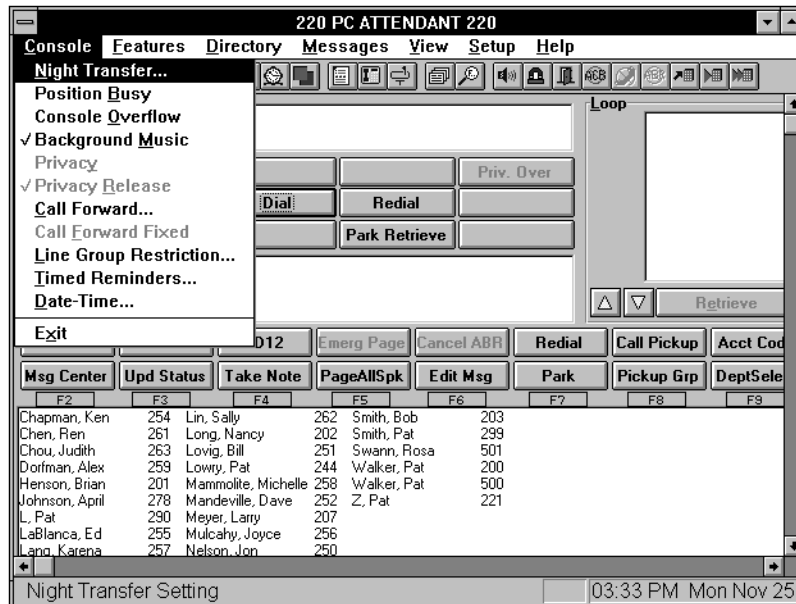 220 PC ATTENDANT 220
Console Features Directory Messages View Setup Help
Night Transfer...
Position Busy
Console Overflow
√ Background Music
Privacy
√ Privacy Release
Call Forward...
Call Forward Fixed
Line Group Restriction...
Timed Reminders...
Date-Time...
Exit
ACB
Loop
Priv. Over
Dial Redial
Park Retrieve
Retrieve
D12 Emerg Page Cancel ABR Redial Call Pickup Acct Cod
Msg Center Upd Status Take Note PageAllSpk Edit Msg Park Pickup Grp DeptSele
F2 F3 F4 F5 F6 F7 F8 F9
Chapman, Ken 254 Lin, Sally 262 Smith, Bob 203
Chen, Ren 261 Long, Nancy 202 Smith, Pat 299
Chou, Judith 263 Lovig, Bill 251 Swann, Rosa 501
Dorfman, Alex 259 Lowry, Pat 244 Walker, Pat 200
Henson, Brian 201 Mammolite, Michelle 258 Walker, Pat 500
Johnson, April 278 Mandeville, Dave 252 Z, Pat 221
L, Pat 290 Meyer, Larry 207
LaBlanca, Ed 255 Mulcahy, Joyce 256
Lang, Karena 257 Nelson, Jon 250
Night Transfer Setting 03:33 PM Mon Nov 25